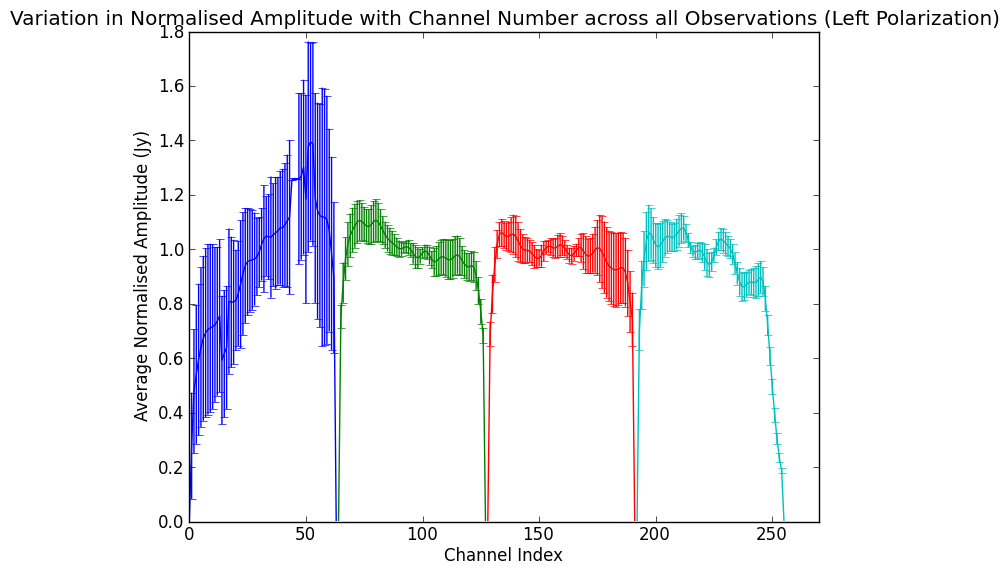 Variation in Normalised Amplitude with Channel Number across all Observations (Left Polarization)
1.8
1.6
1.4
1.2
1.0
0.8
0.6
0.4
0.2
0.0
Average Normalised Amplitude (Jy)
0 50 100 150 200 250
Channel Index